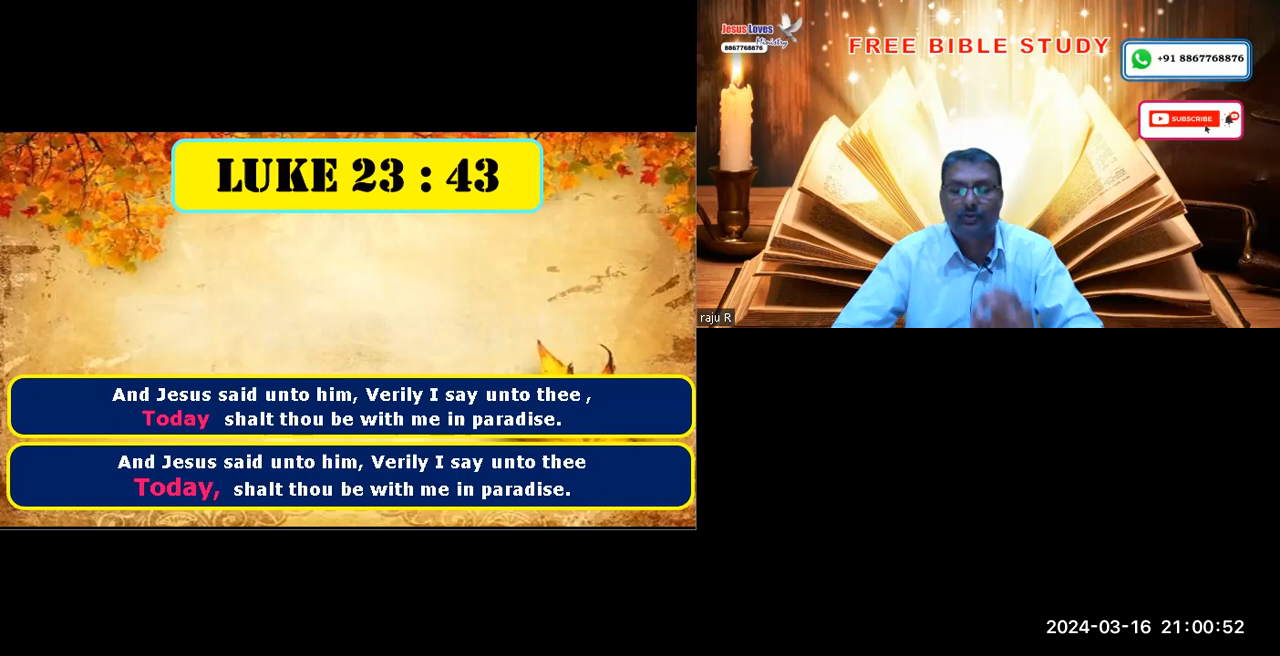 LUKE 23 : 43
And Jesus said unto him, Verily I say unto thee ,
Today shalt thou be with me in paradise.
And Jesus said unto him, Verily I say unto thee
Today, shalt thou be with me in paradise.
Jesus Loves
Ministry
8867768876
FREE BIBLE STUDY
+91 8867768876
SUBSCRIBE
raju R
2024-03-16 21:00:52